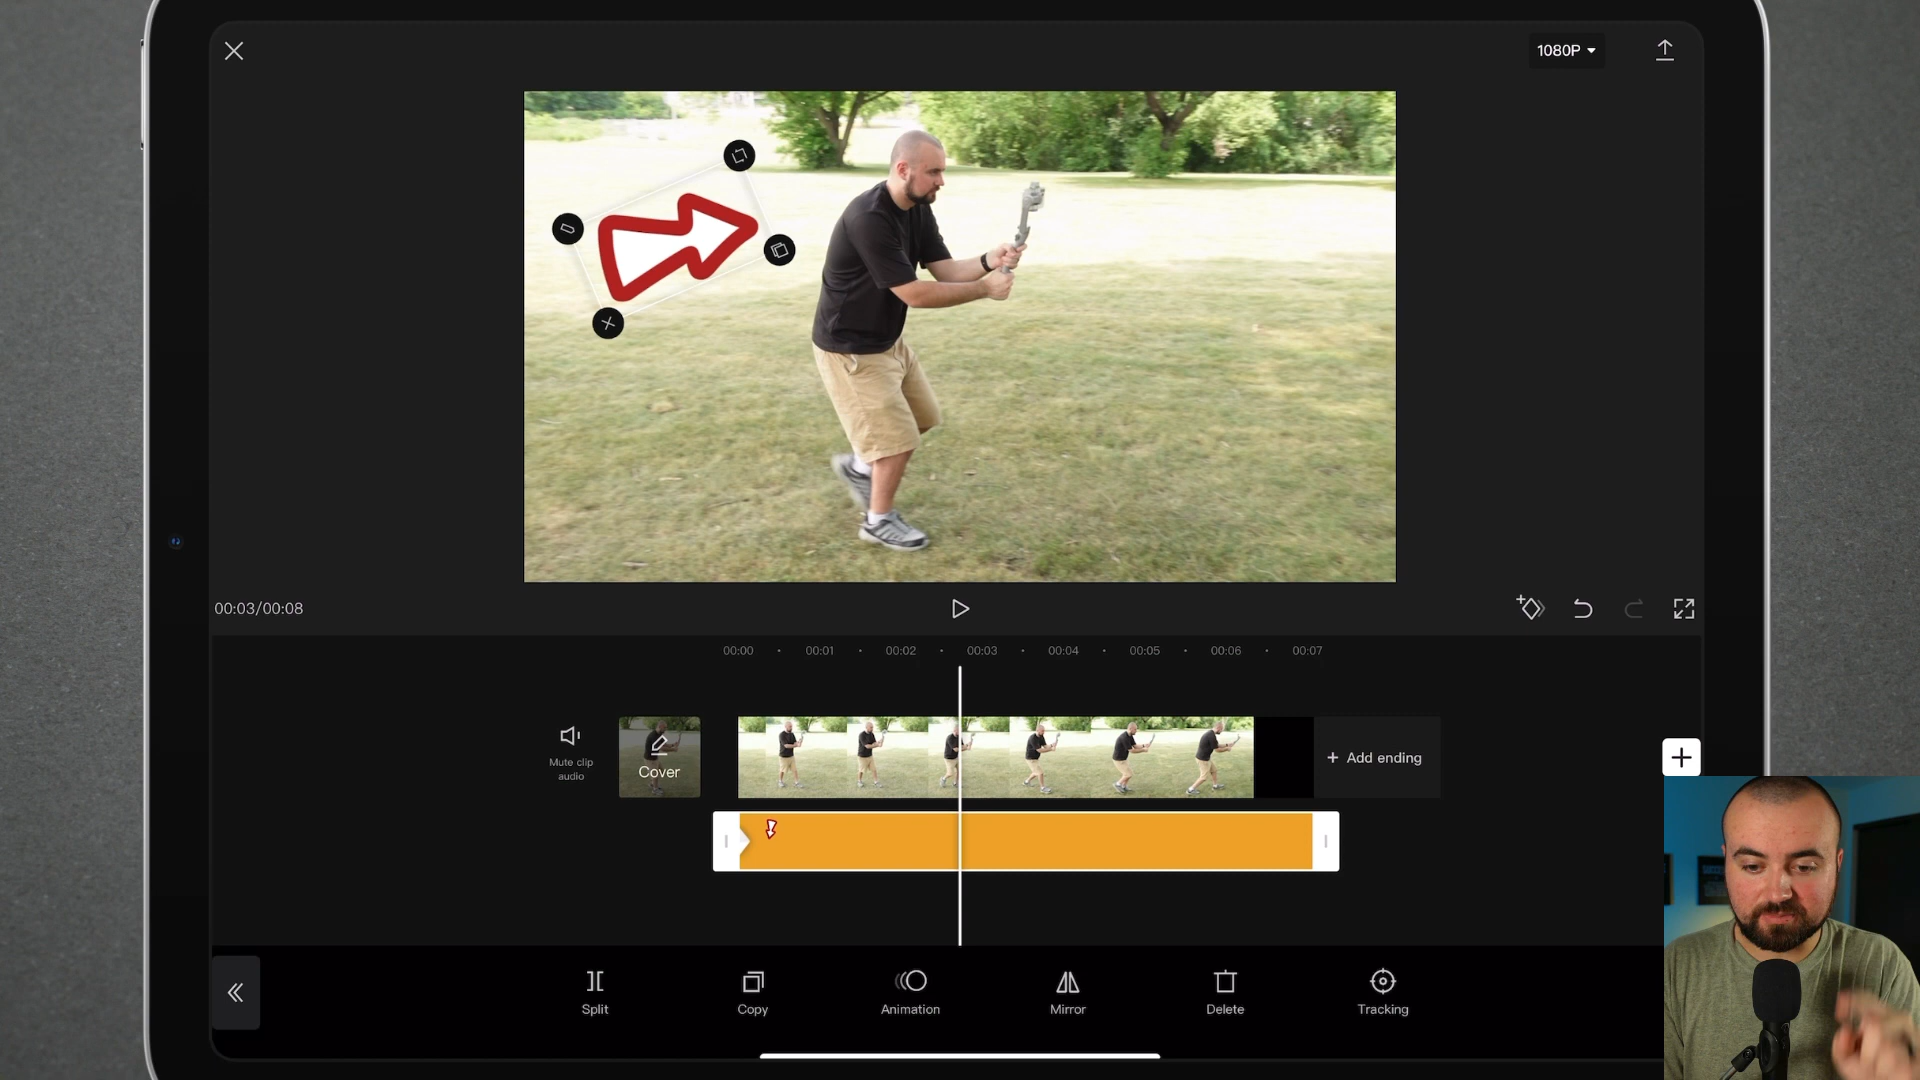 1080P
00:03/00:08
00:00 00:01 00:02 00:03 00:04 00:05 00:06 00:07
Mute clip
audio
Cover
+ Add ending
Split
Copy
Animation
Mirror
Delete
Tracking